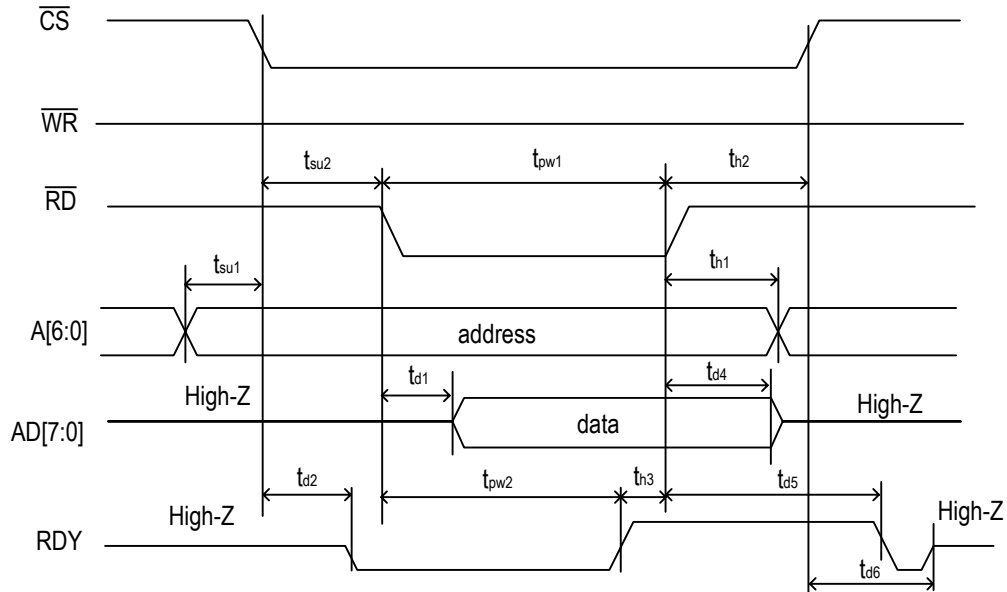 CS
WR
tsu2 tpw1 th2
RD
tsu1 th1
A[6:0] address
High-Z td1 td4 High-Z
AD[7:0] data
td2 tpw2 th3 td5
High-Z High-Z
RDY
td6